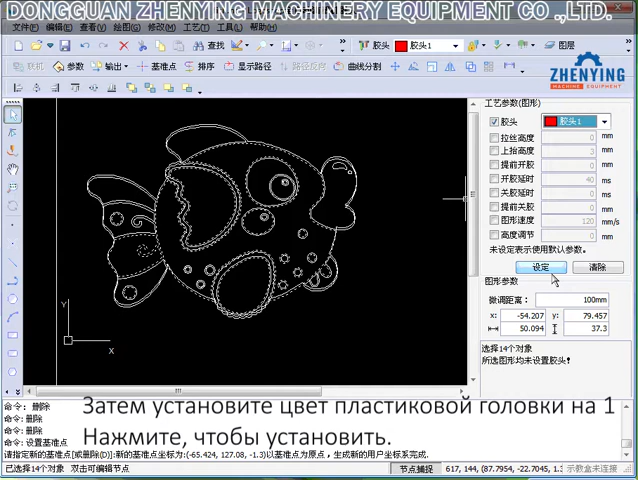 DONGGUAN ZHENYING MACHINERY EQUIPMENT CO .,LTD.
文件(F) 编辑(E) 查看(V) 绘图(G) 修改(M) 工艺(T) 工具(L) 帮助(H)
查找 胶头 胶头1 图层
联机 参数 输出 基准点 排序 显示路径 路径反向 曲线分割
ZHENYING
MACHINE EQUIPMENT
工艺参数(图形)
胶头 胶头1
拉丝高度 0 mm
上抬高度 3 mm
提前开胶 0 mm
开胶延时 40 ms
关胶延时 0 ms
提前关胶 0 mm
图形速度 120 mm/s
高度调节 0 mm
未设定表示使用默认参数。
设定 清除
图形参数
微调距离： 100mm
x: -54.207 y: 79.457
50.094 37.3
选择14个对象
所选图形均未设置胶头!
Y
X
Затем установите цвет пластиковой головки на 1
Нажмите, чтобы установить.
命令: 删除
命令: 删除
命令: 删除
命令: 设置基准点
请指定新的基准点[或删除(D)]:新的基准点坐标为:(-65.424, 127.08, -1.3)以基准点为原点，生成新的用户坐标系完成.
已选择14个对象 双击可编辑节点 节点捕捉 617, 144, (87.7954, -22.7045, 1.3 示教盒未连接